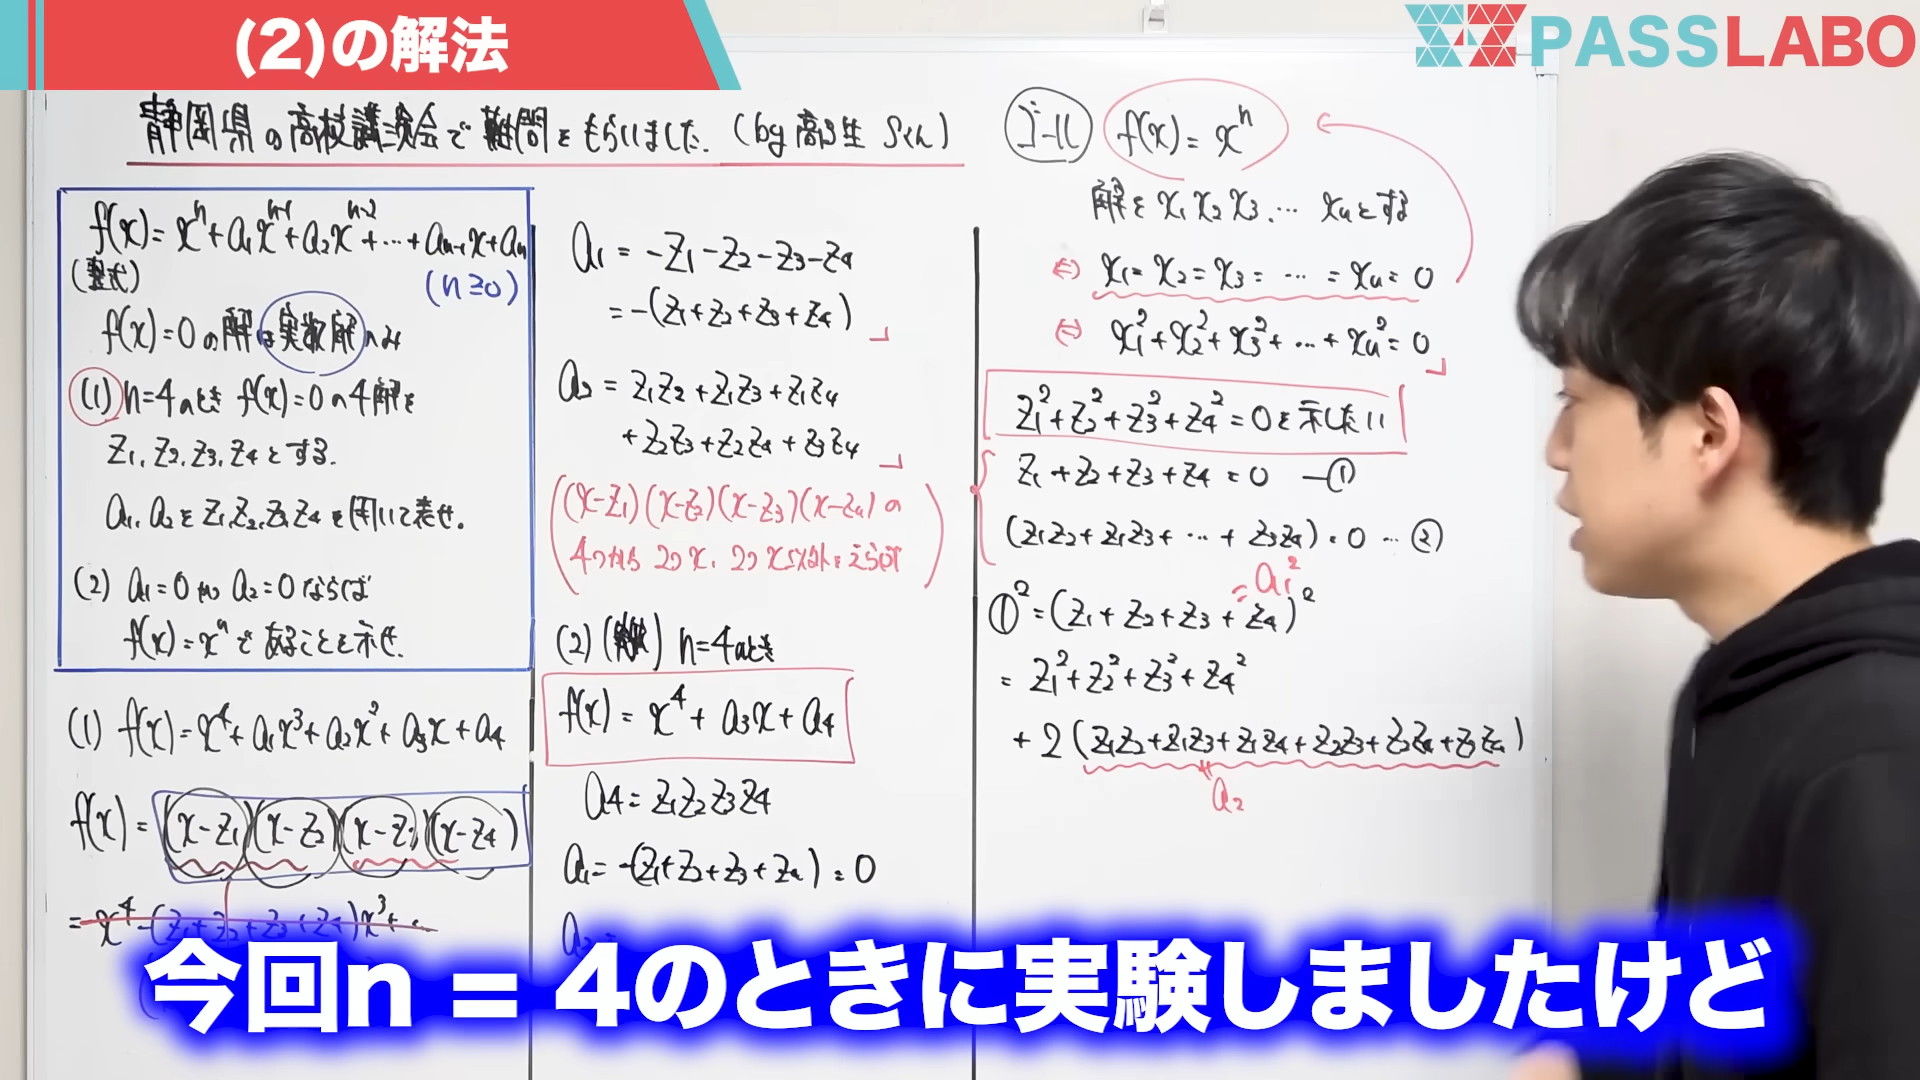 (2)の解法
PASSLABO
静岡県の高校講演会で難問をもらいました.(by 高3生 Sくん)
f(x)=x^n+a₁x^{n-1}+a₂x^{n-2}+…+a_{n-1}x+a_n
(整式)
(n≧0)
f(x)=0の解は実数解のみ
(1) n=4のとき f(x)=0の4解を
z₁, z₂, z₃, z₄とする.
a₁, a₂をz₁,z₂,z₃,z₄を用いて表せ.
(2) a₁=0かつa₂=0ならば
f(x)=x^nであることを示せ.
(1) f(x)=x⁴+a₁x³+a₂x²+a₃x+a₄
f(x)=(x-z₁)(x-z₂)(x-z₃)(x-z₄)
=x⁴-(z₁+z₂+z₃+z₄)x³+…
a₁=-z₁-z₂-z₃-z₄
=-(z₁+z₂+z₃+z₄)
a₂=z₁z₂+z₁z₃+z₁z₄
+z₂z₃+z₂z₄+z₃z₄
(x-z₁)(x-z₂)(x-z₃)(x-z₄)の
4つから2つx, 2つx以外をえらぶ
(2) n=4のとき
f(x)=x⁴+a₃x+a₄
a₄=z₁z₂z₃z₄
a₁=-(z₁+z₂+z₃+z₄)=0
a₂=
ゴール f(x)=x^n
解をx₁ x₂ x₃ … x_nとする
⇔ x₁=x₂=x₃=…=x_n=0
⇔ x₁²+x₂²+x₃²+…+x_n²=0
z₁²+z₂²+z₃²+z₄²=0を示したい
z₁+z₂+z₃+z₄=0 —①
(z₁z₂+z₁z₃+…+z₃z₄)=0 …②
①²=(z₁+z₂+z₃+z₄)²
=a₁²
=z₁²+z₂²+z₃²+z₄²
+2(z₁z₂+z₁z₃+z₁z₄+z₂z₃+z₂z₄+z₃z₄)
a₂
今回n = 4のときに実験しましたけど